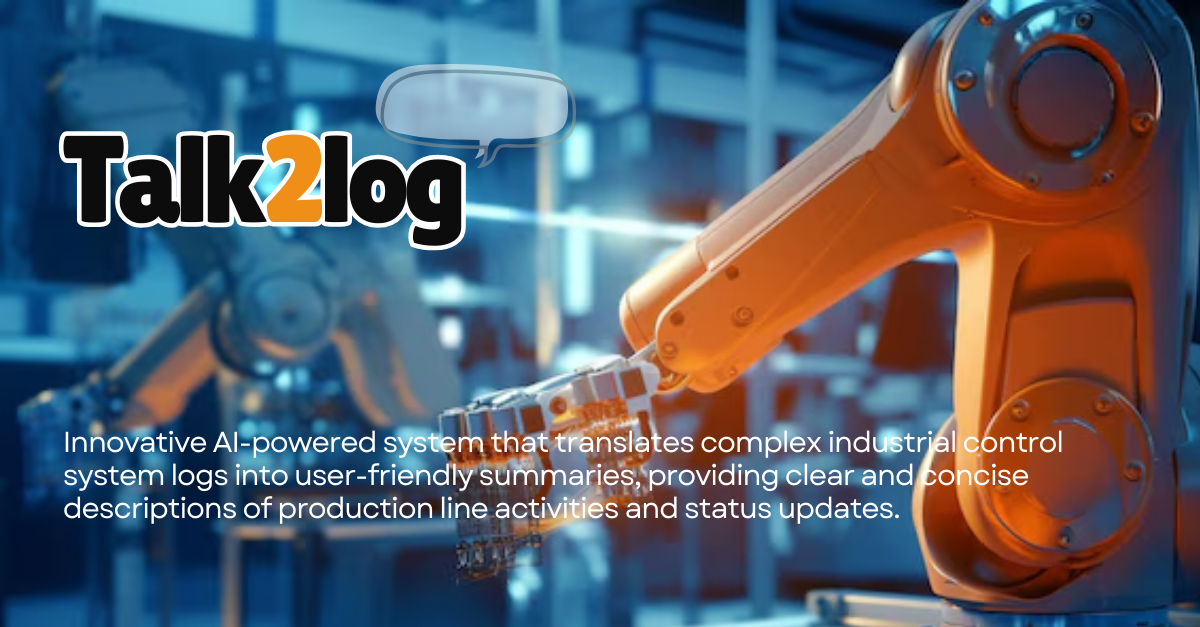 Talk2log
Innovative AI-powered system that translates complex industrial control
system logs into user-friendly summaries, providing clear and concise
descriptions of production line activities and status updates.